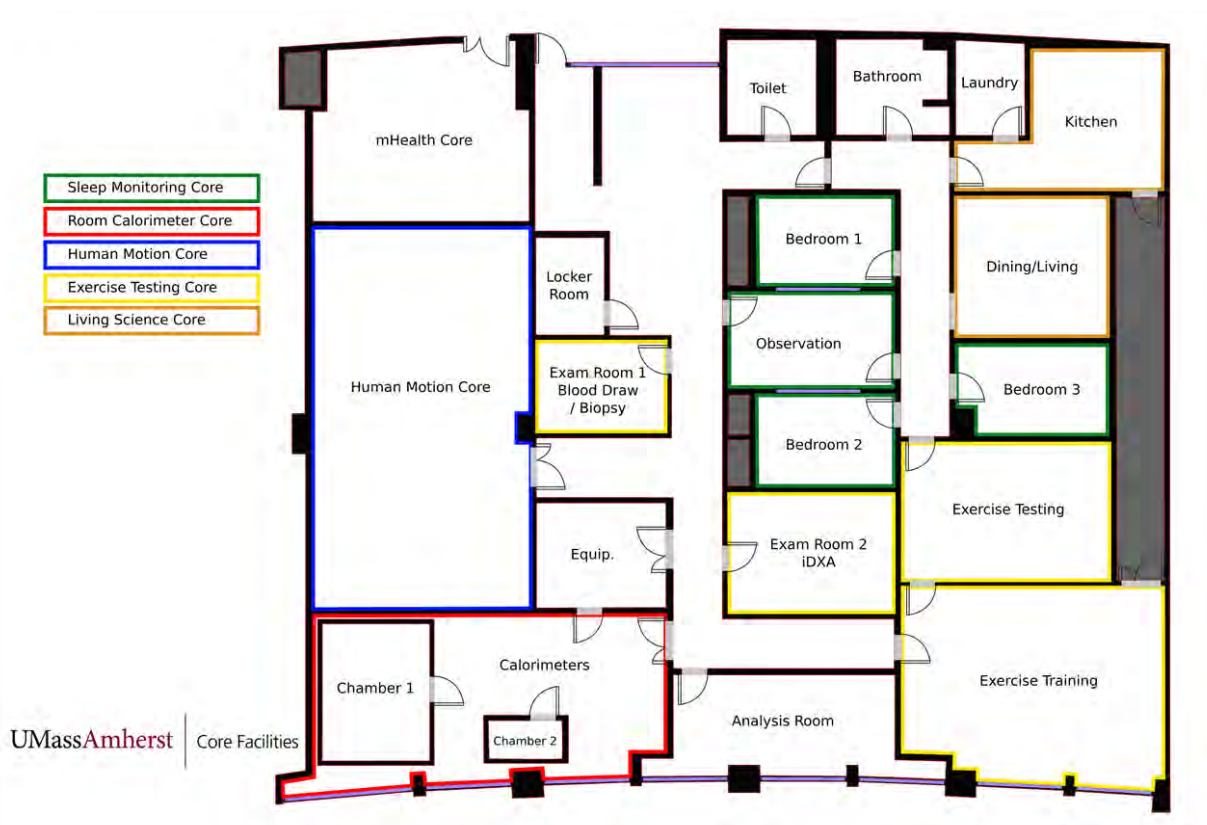 Toilet
Bathroom
Laundry
Kitchen
mHealth Core
Sleep Monitoring Core
Room Calorimeter Core
Human Motion Core
Exercise Testing Core
Living Science Core
Bedroom 1
Dining/Living
Locker
Room
Observation
Human Motion Core
Exam Room 1
Blood Draw
/ Biopsy
Bedroom 3
Bedroom 2
Exercise Testing
Equip.
Exam Room 2
iDXA
Calorimeters
Chamber 1
Exercise Training
Analysis Room
Chamber 2
UMassAmherst | Core Facilities